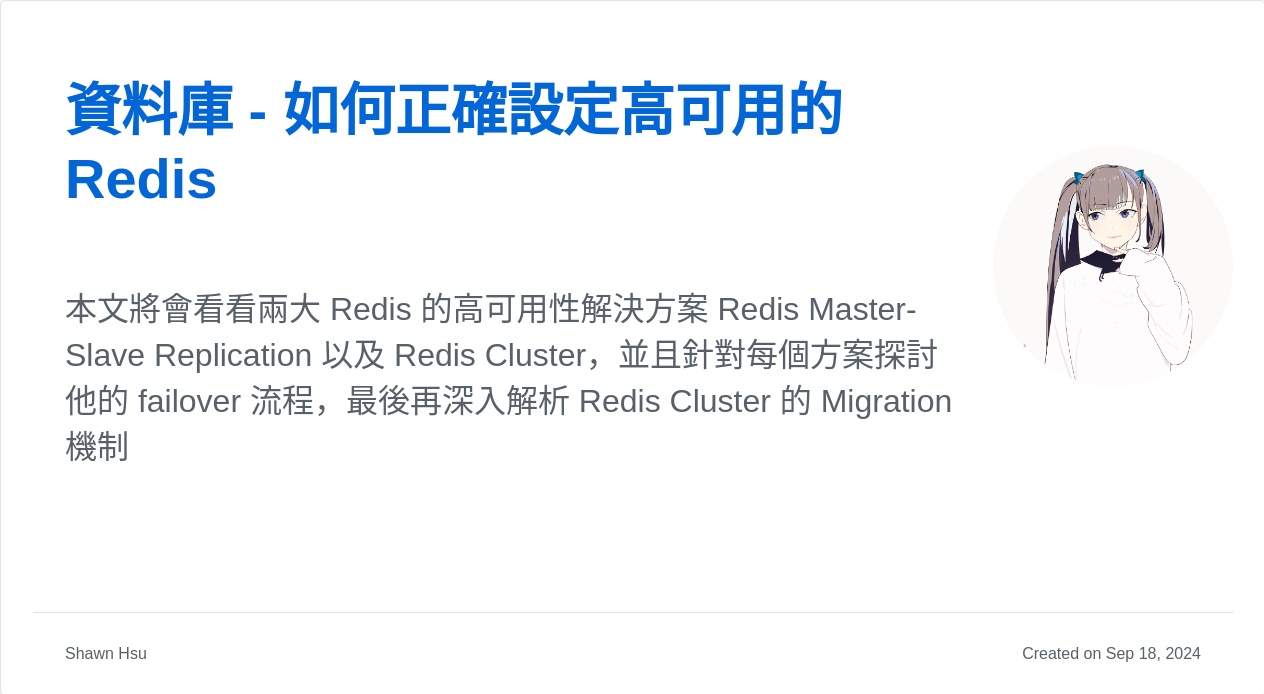 資料庫 - 如何正確設定高可用的
Redis
本文將會看看兩大 Redis 的高可用性解決方案 Redis Master-
Slave Replication 以及 Redis Cluster，並且針對每個方案探討
他的 failover 流程，最後再深入解析 Redis Cluster 的 Migration
機制
Shawn Hsu
Created on Sep 18, 2024